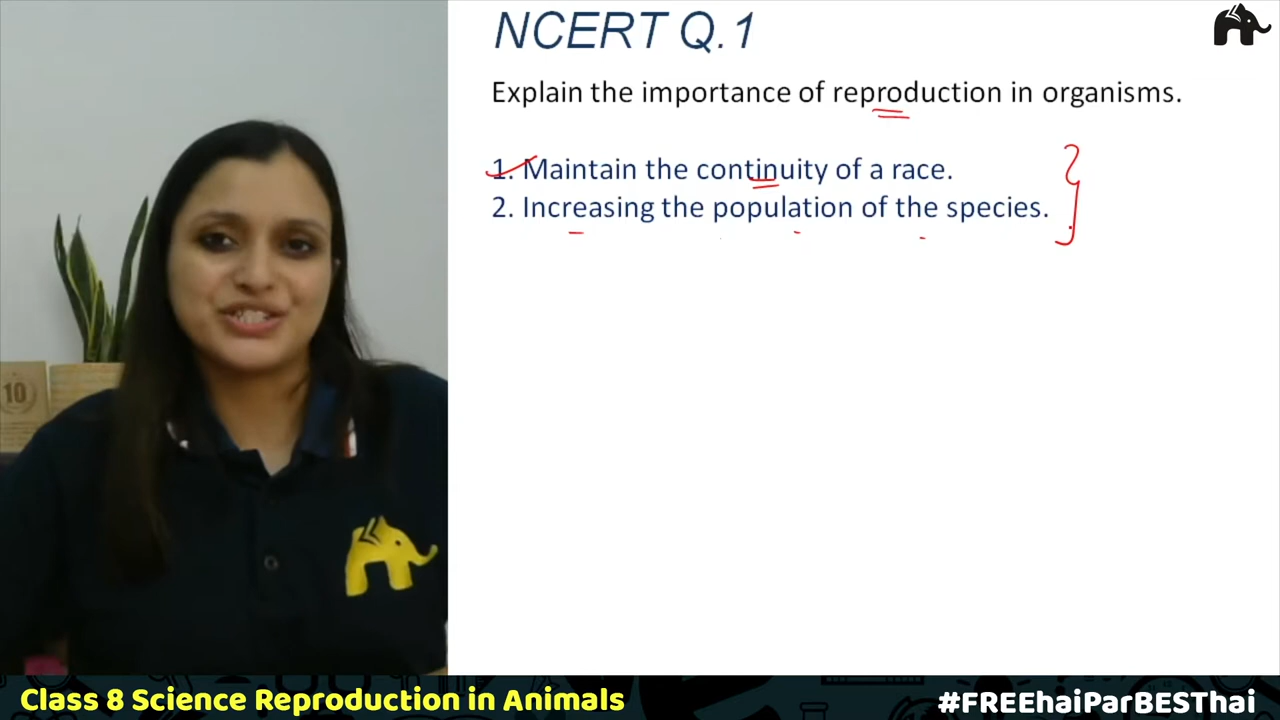 NCERT Q.1
Explain the importance of reproduction in organisms.
1. Maintain the continuity of a race.
2. Increasing the population of the species.
10
Class 8 Science Reproduction in Animals
#FREEhaiParBESThai